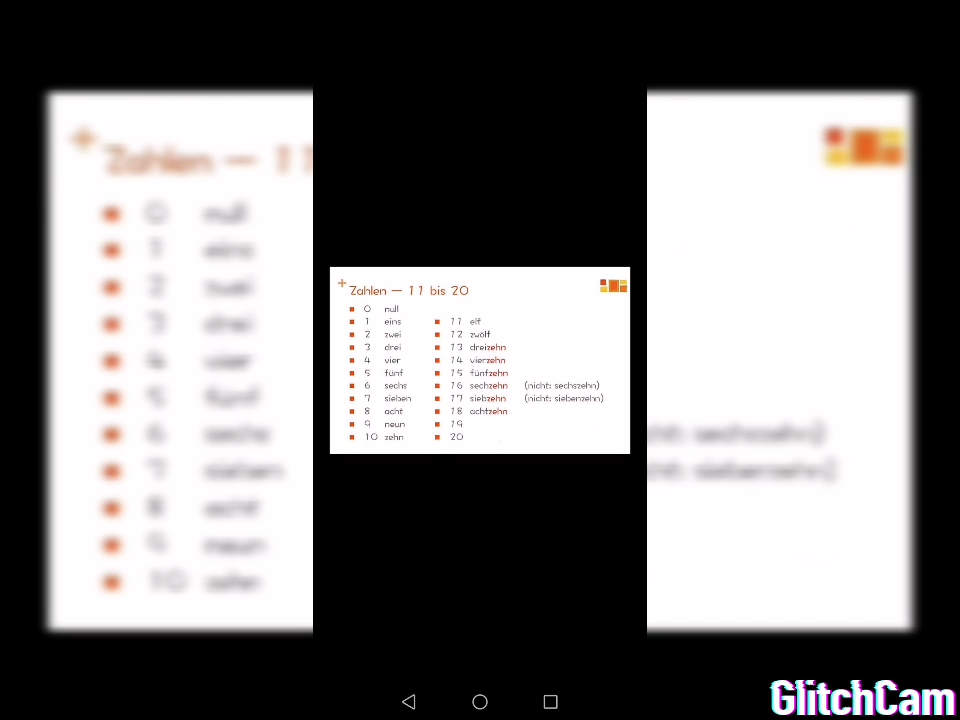 Zahlen – 11 bis 20
0 null
1 eins 11 elf
2 zwei 12 zwölf
3 drei 13 dreizehn
4 vier 14 vierzehn
5 fünf 15 fünfzehn
6 sechs 16 sechzehn (nicht: sechszehn)
7 sieben 17 siebzehn (nicht: siebenzehn)
8 acht 18 achtzehn
9 neun 19
10 zehn 20
GlitchCam